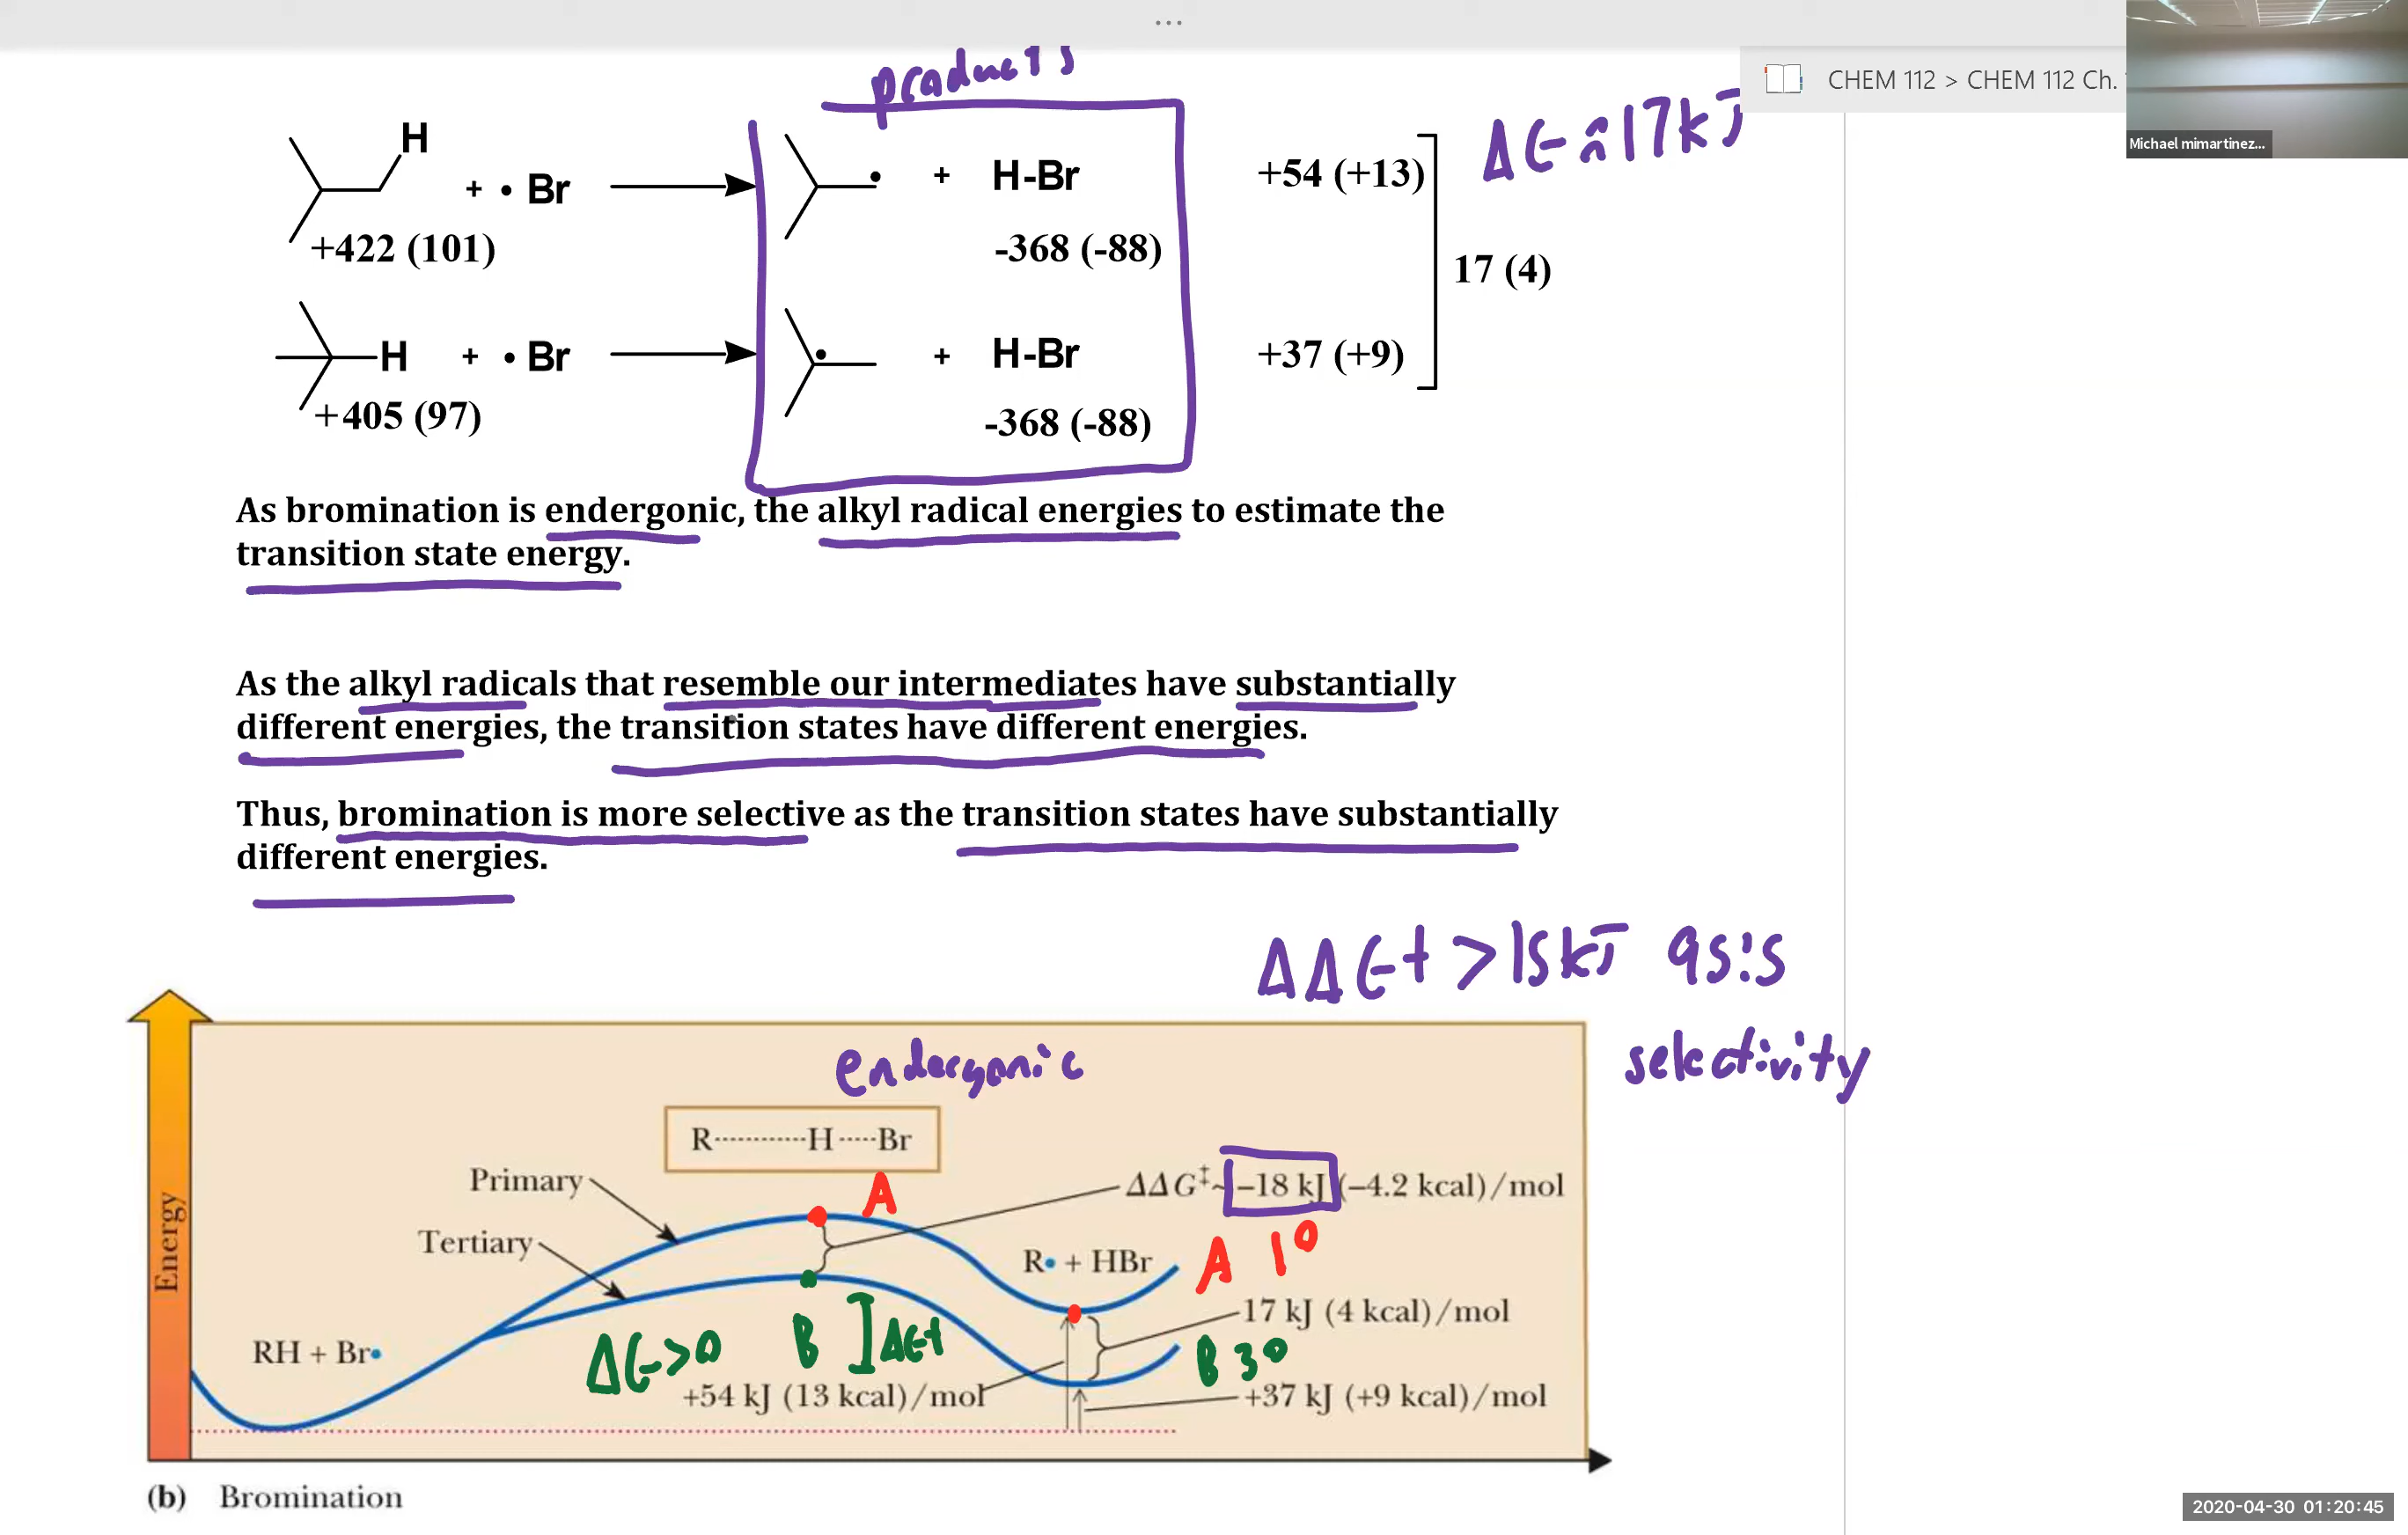 ...
CHEM 112 > CHEM 112 Ch.
Michael mimartinez...
products
H
+ • Br
+ H-Br
+54 (+13)
ΔG ≈ 17kJ
+422 (101)
-368 (-88)
17 (4)
H + • Br
+ H-Br
+37 (+9)
+405 (97)
-368 (-88)
As bromination is endergonic, the alkyl radical energies to estimate the
transition state energy.
As the alkyl radicals that resemble our intermediates have substantially
different energies, the transition states have different energies.
Thus, bromination is more selective as the transition states have substantially
different energies.
ΔΔG‡ >15kJ 95:5
selectivity
endergonic
R------------H-----Br
Primary
A
ΔΔG‡~ –18 kJ (–4.2 kcal)/mol
Tertiary
R• + HBr
A 1°
17 kJ (4 kcal)/mol
RH + Br•
ΔG>0
B
ΔG‡
B 3°
+54 kJ (13 kcal)/mol
+37 kJ (+9 kcal)/mol
Energy
(b) Bromination
2020-04-30 01:20:45